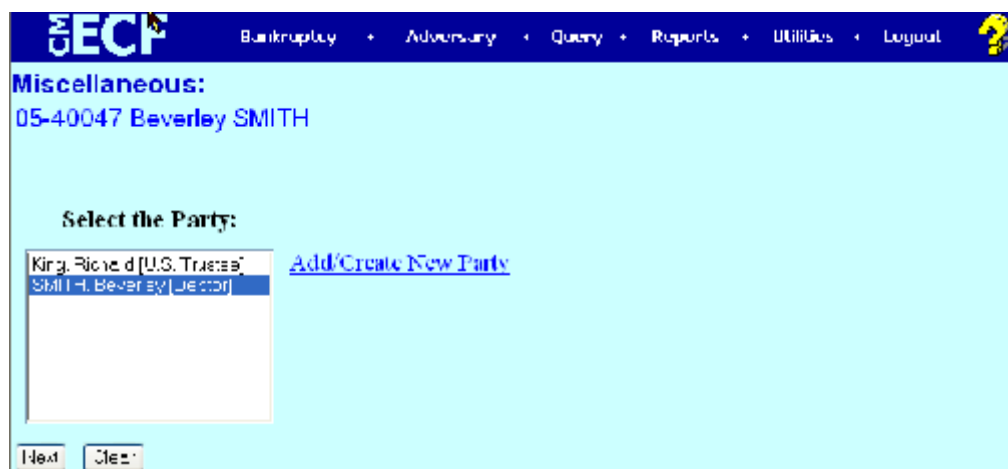 CM ECF Bankruptcy • Adversary • Query • Reports • Utilities • Logout ?
Miscellaneous:
05-40047 Beverley SMITH
Select the Party:
King, Richard [U.S. Trustee] Add/Create New Party
SMITH, Beverley [Debtor]
Next Clear